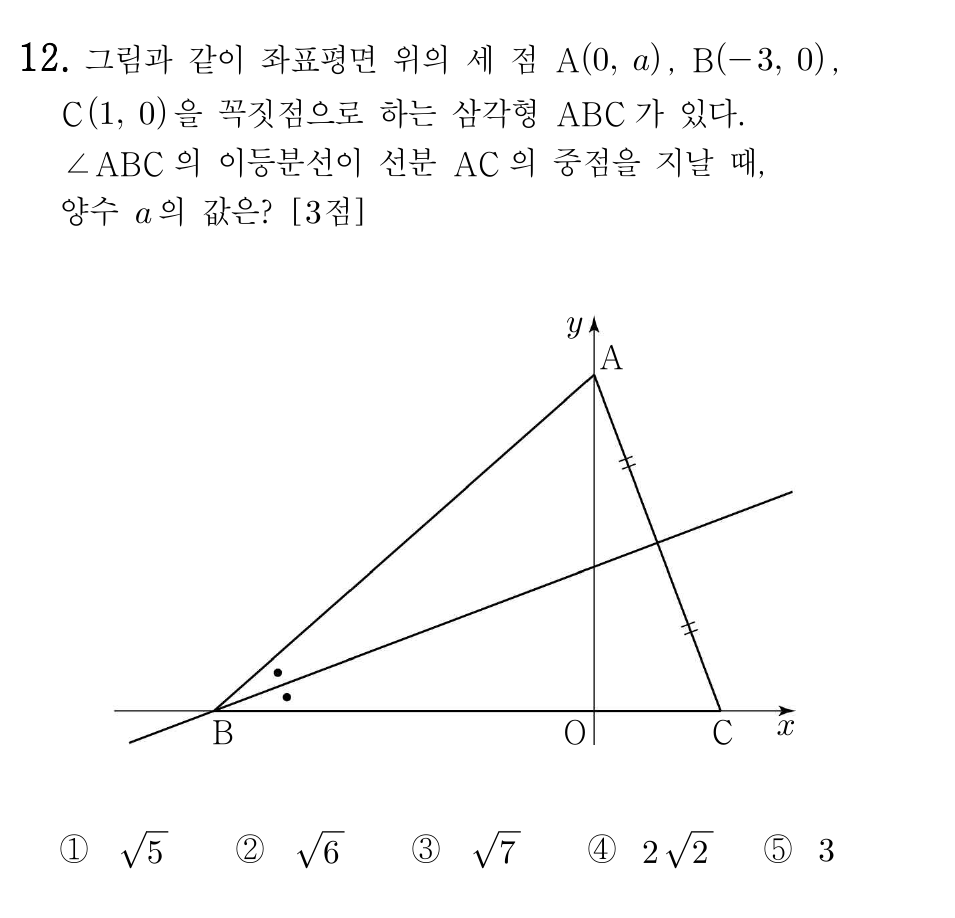 12. 그림과 같이 좌표평면 위의 세 점 A(0, a), B(−3, 0),
C(1, 0)을 꼭짓점으로 하는 삼각형 ABC가 있다.
∠ABC의 이등분선이 선분 AC의 중점을 지날 때,
양수 a의 값은? [3점]
y
A
B
O
C
x
① √5 ② √6 ③ √7 ④ 2√2 ⑤ 3